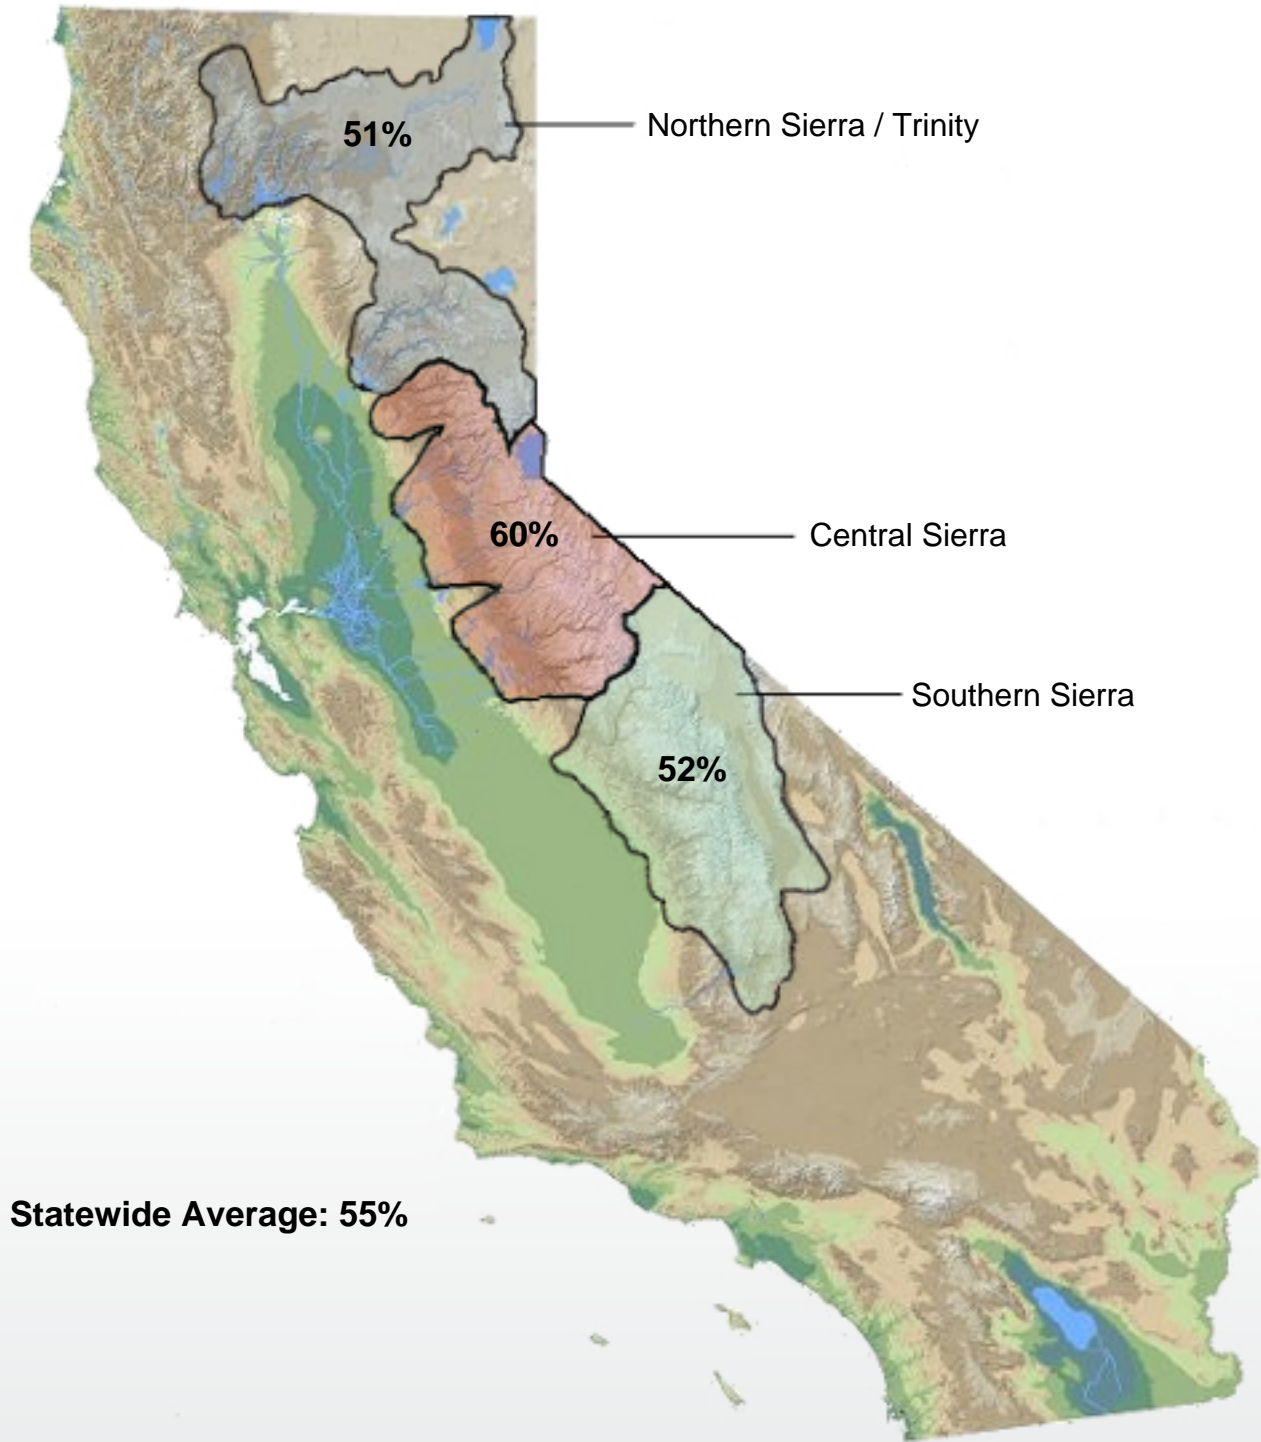 51%
Northern Sierra / Trinity
60%
Central Sierra
Southern Sierra
52%
Statewide Average: 55%